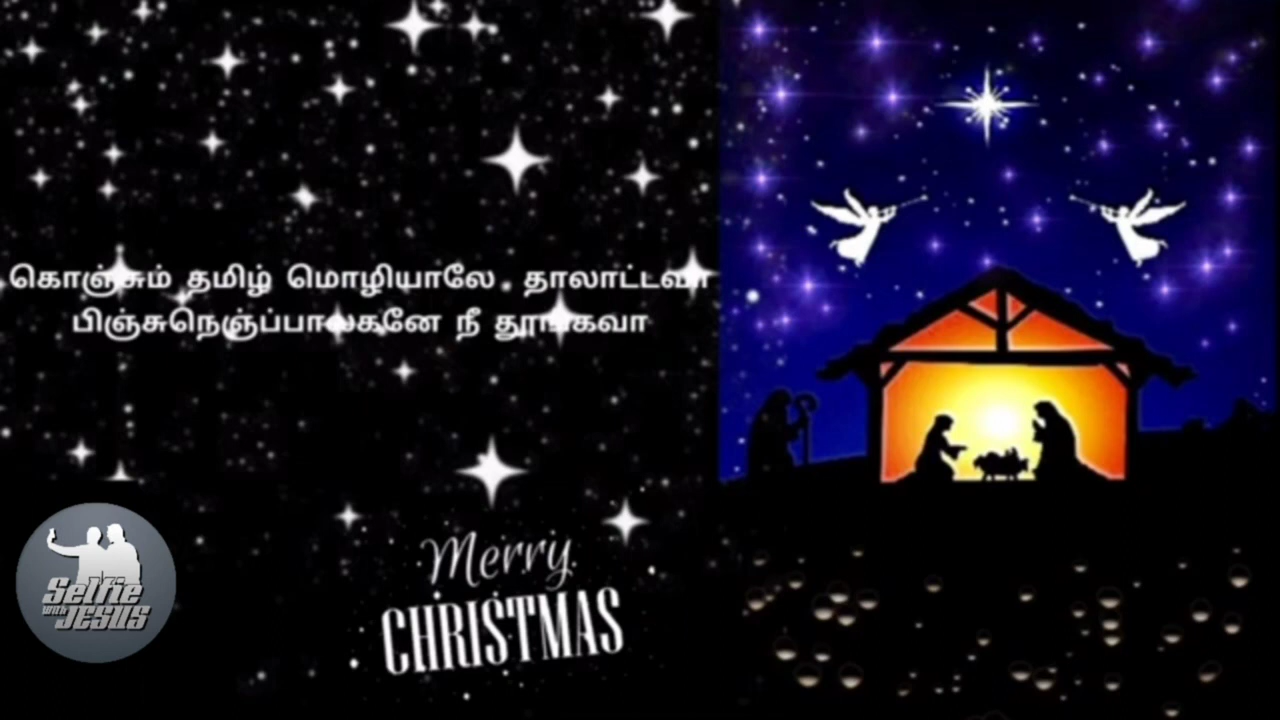 கொஞ்சும் தமிழ் மொழியாலே . தாலாட்டவா
பிஞ்சுநெஞ்ப்பாலகனே நீ தூங்கவா
Merry
CHRISTMAS
Selfie
with JESUS